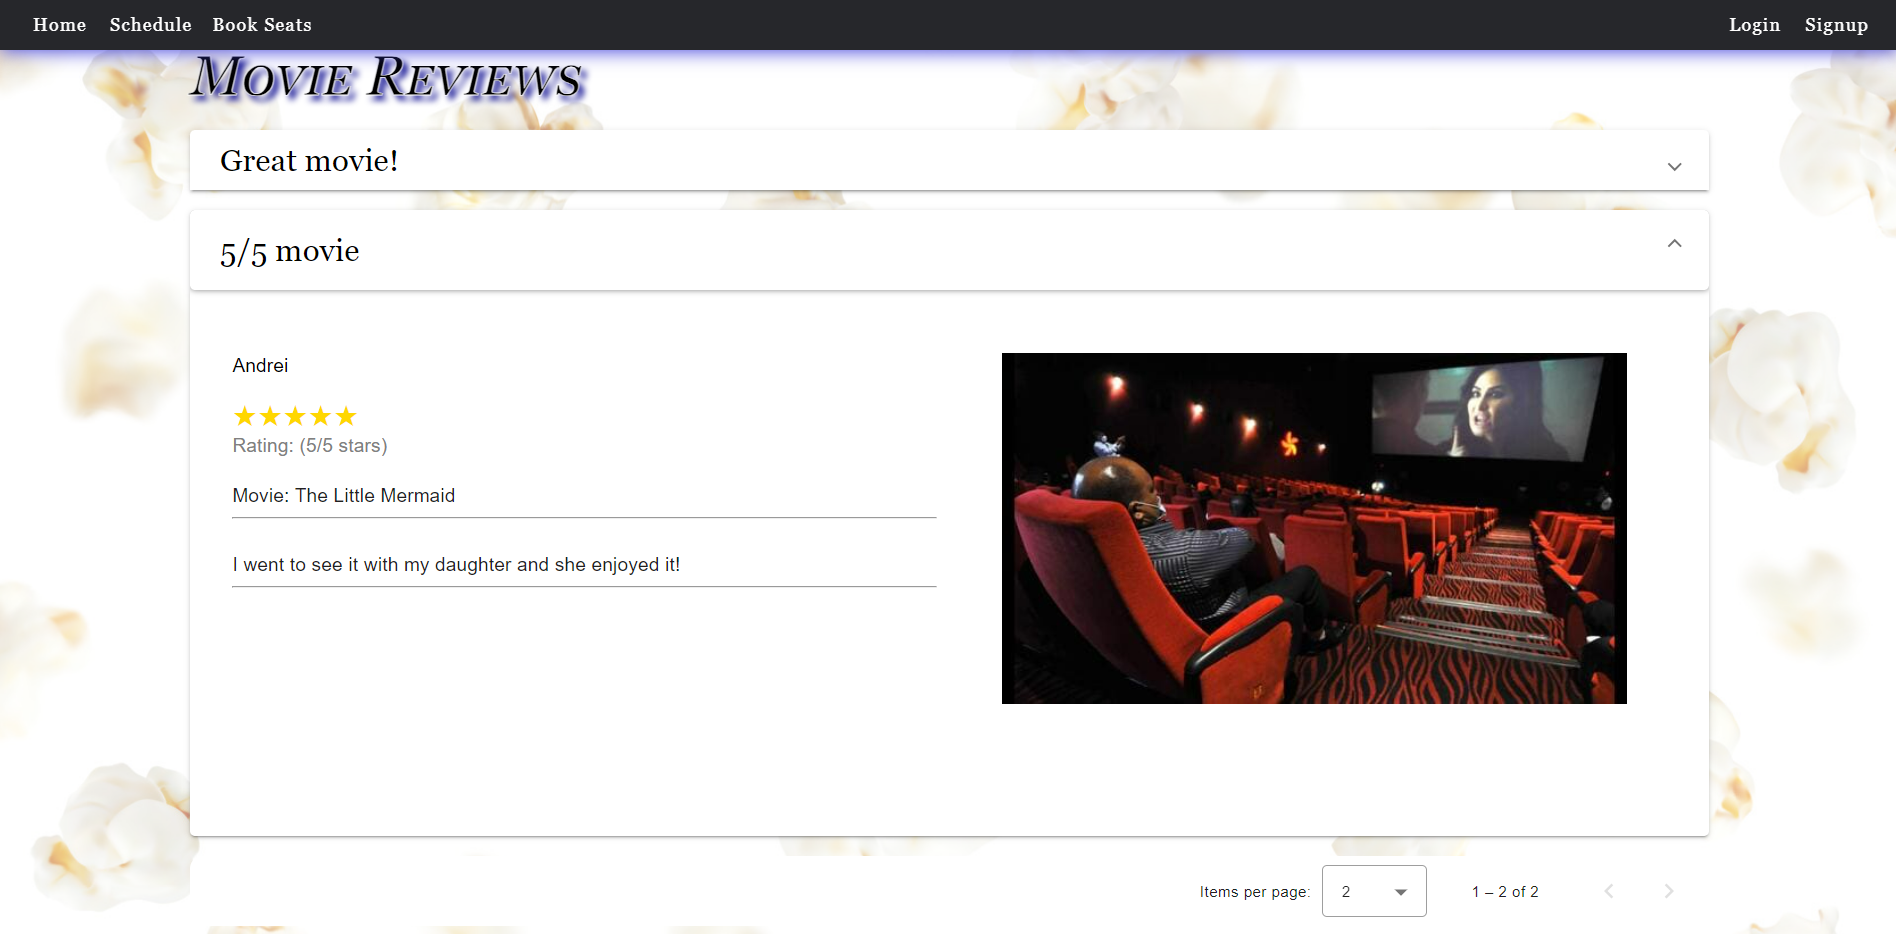 Home Schedule Book Seats Login Signup
Movie Reviews
Great movie!
5/5 movie
Andrei
★★★★★
Rating: (5/5 stars)
Movie: The Little Mermaid
I went to see it with my daughter and she enjoyed it!
Items per page: 2 1 – 2 of 2